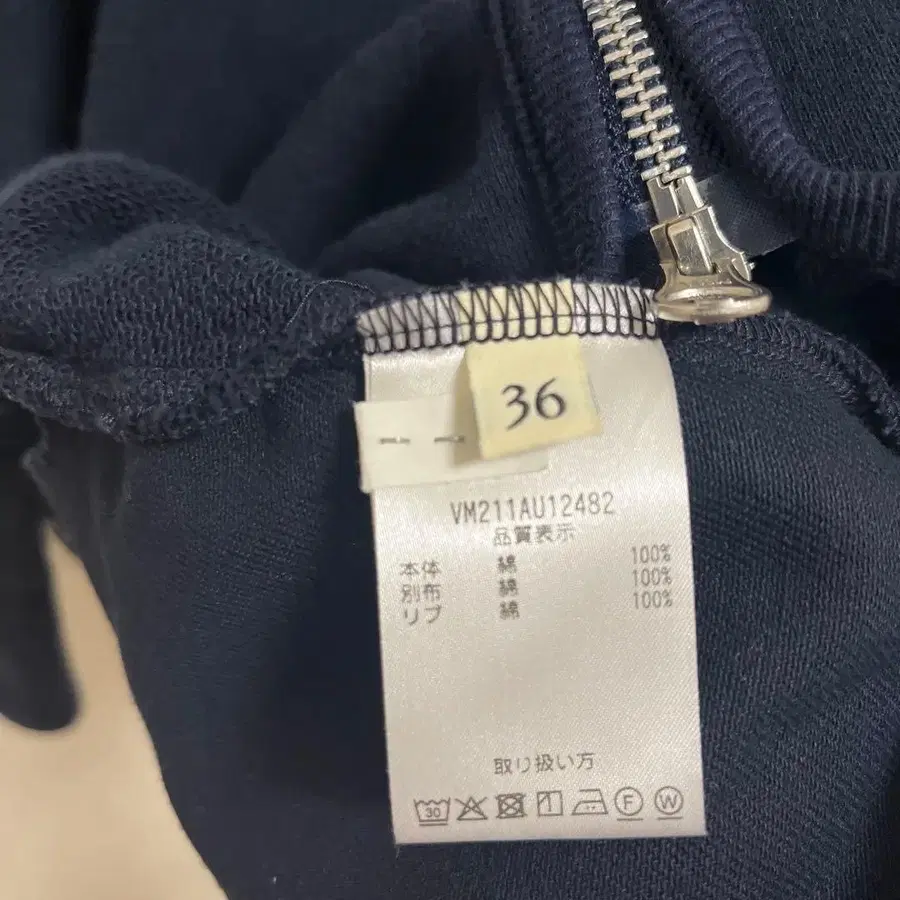 36
VM211AU12482
品質表示
本体 綿 100%
別布 綿 100%
リブ 綿 100%
取り扱い方
30 F W